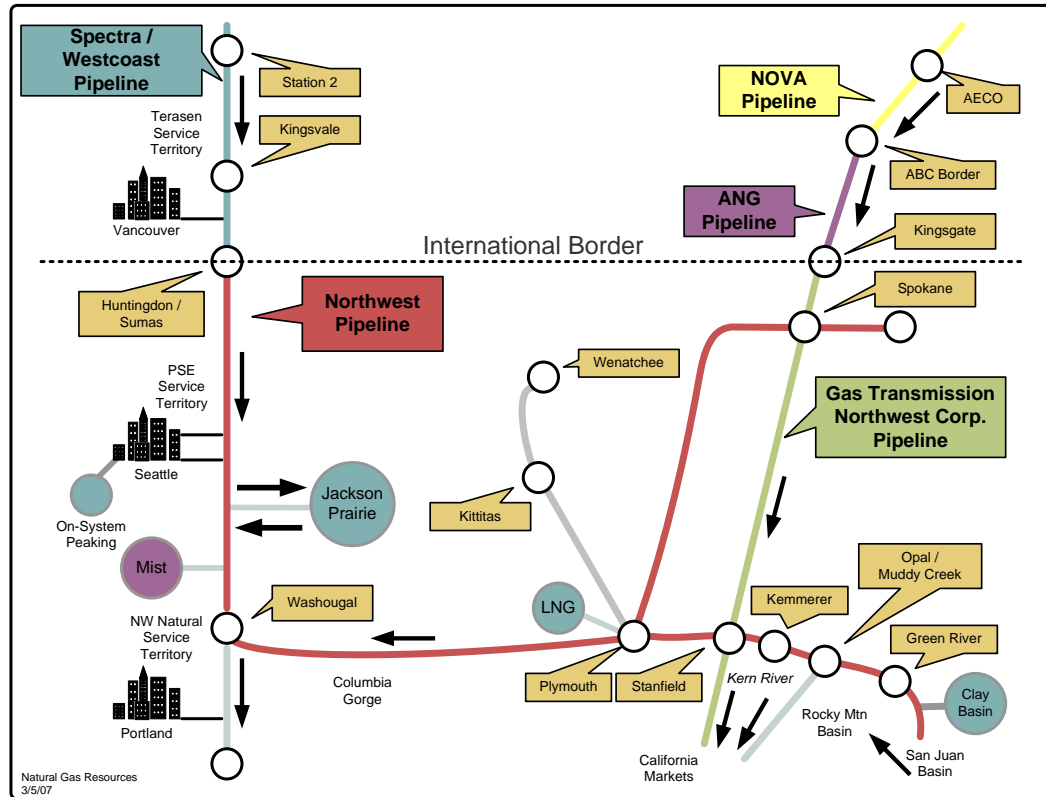 Spectra /
Westcoast
Pipeline
Station 2
NOVA
Pipeline
AECO
Terasen
Service
Territory
Kingsvale
ABC Border
Vancouver
ANG
Pipeline
Kingsgate
International Border
Huntingdon /
Sumas
Northwest
Pipeline
Spokane
PSE
Service
Territory
Wenatchee
Gas Transmission
Northwest Corp.
Pipeline
Seattle
On-System
Peaking
Jackson
Prairie
Kittitas
Mist
Opal /
Muddy Creek
Washougal
LNG
Kemmerer
NW Natural
Service
Territory
Green River
Columbia
Gorge
Plymouth
Stanfield
Kern River
Clay
Basin
Portland
Rocky Mtn
Basin
California
Markets
San Juan
Basin
Natural Gas Resources
3/5/07